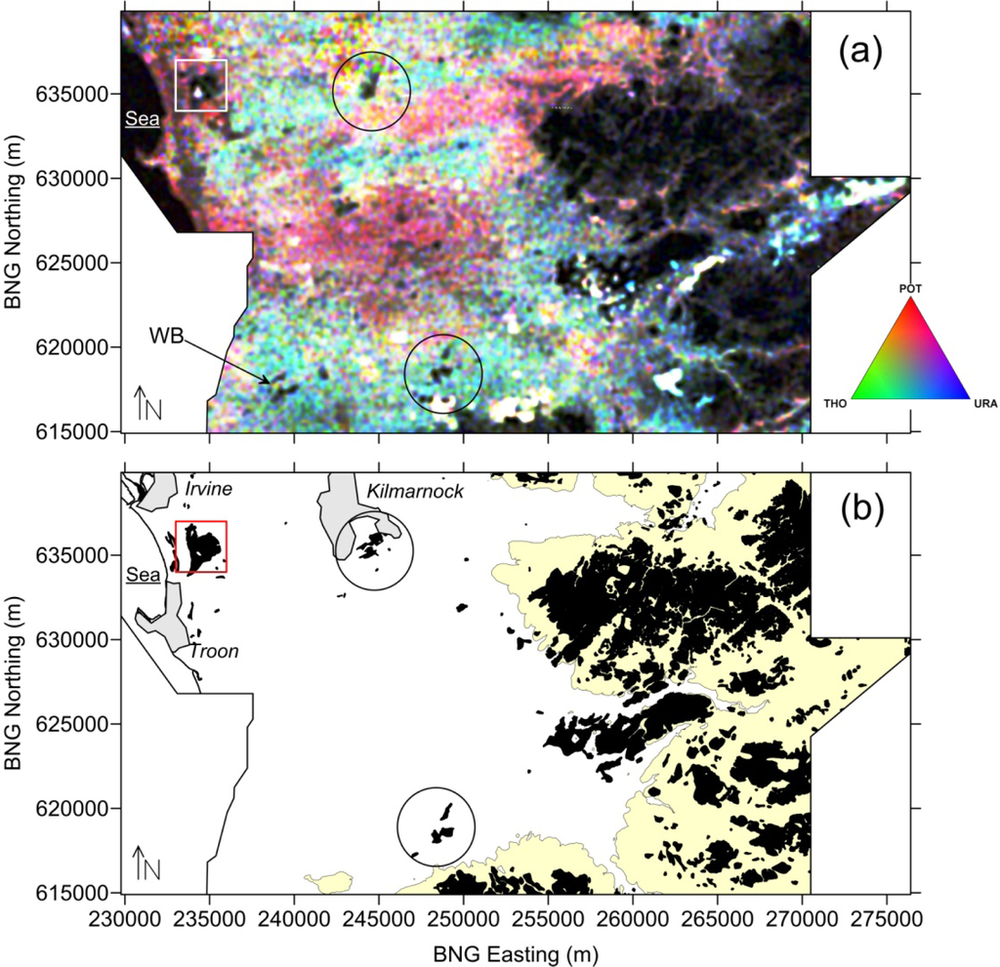 (a)
635000
Sea
630000
BNG Northing (m)
625000
POT
WB
620000
THO
URA
N
615000
Irvine
Kilmarnock
(b)
635000
Sea
630000
Troon
BNG Northing (m)
625000
620000
N
615000
230000 235000 240000 245000 250000 255000 260000 265000 270000 275000
BNG Easting (m)